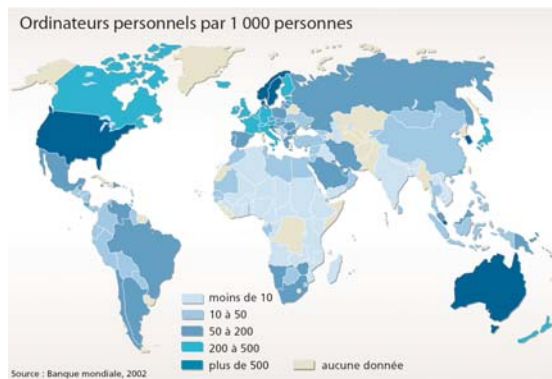 Ordinateurs personnels par 1 000 personnes
moins de 10
10 à 50
50 à 200
200 à 500
plus de 500
aucune donnée
Source : Banque mondiale, 2002